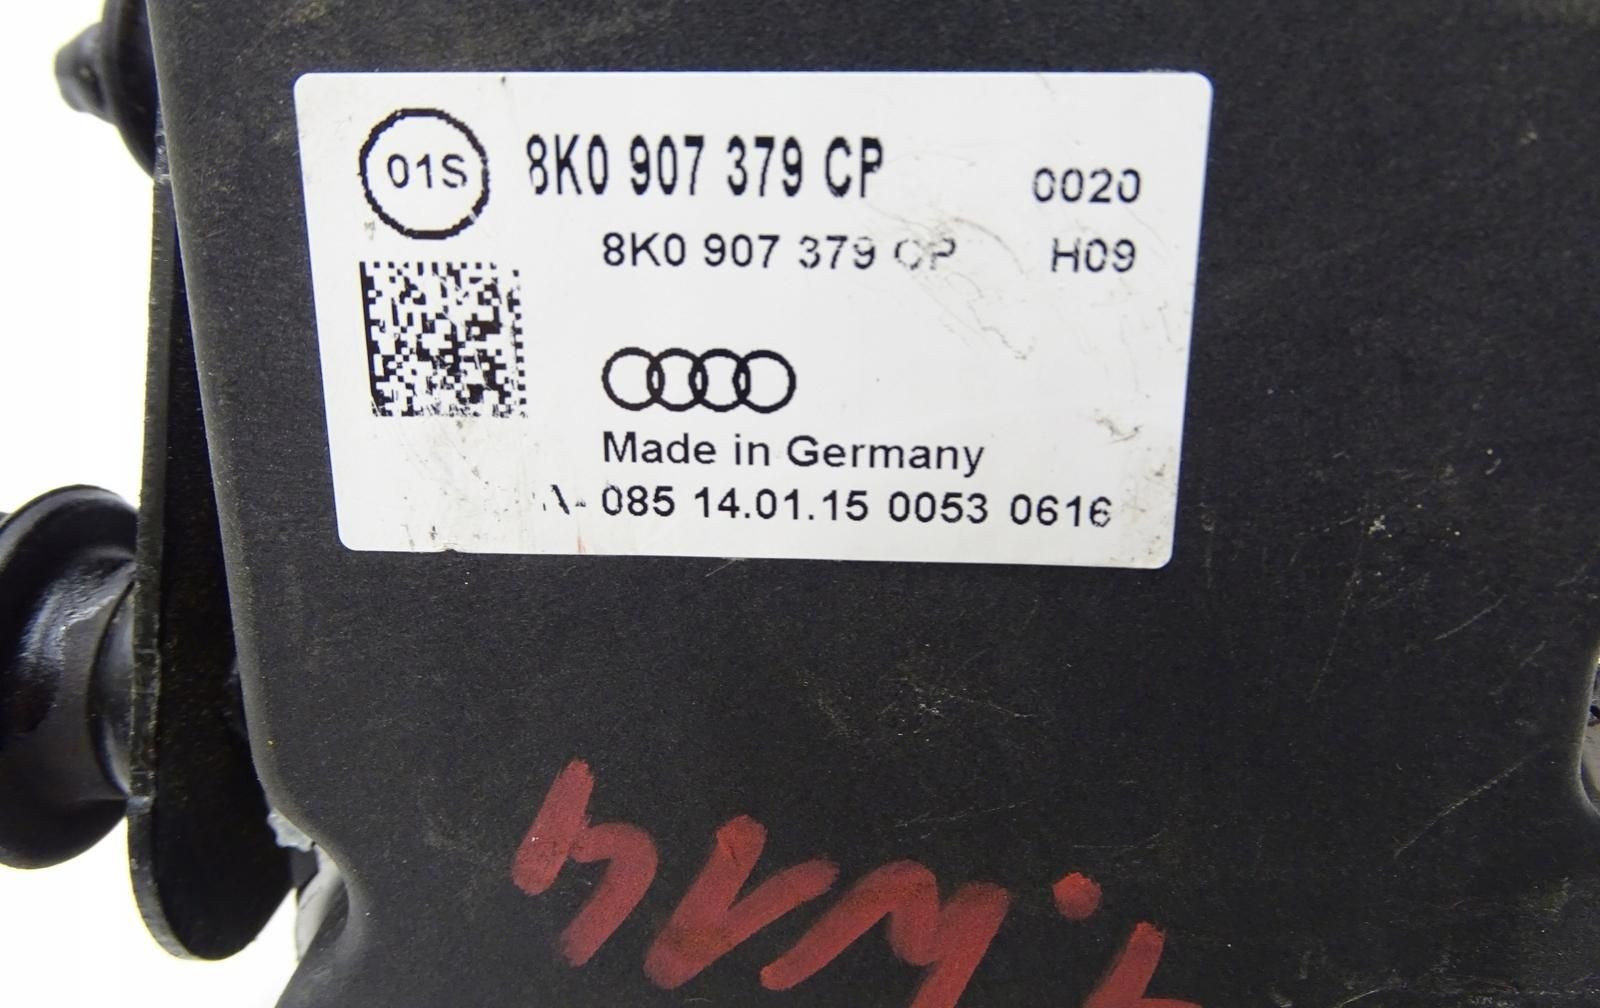 01S 8K0 907 379 CP 0020
8K0 907 379 CP H09
Made in Germany
085 14.01.15 0053 0616